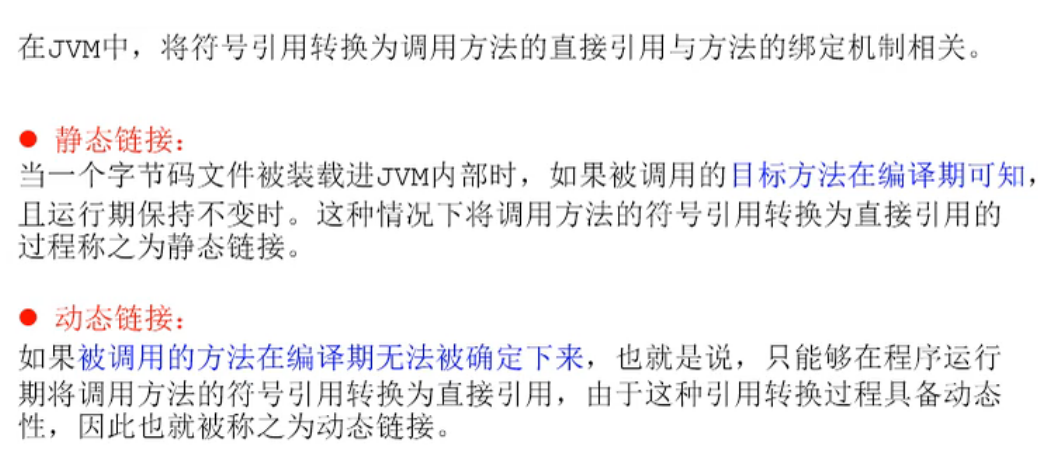 在JVM中，将符号引用转换为调用方法的直接引用与方法的绑定机制相关。
● 静态链接：
当一个字节码文件被装载进JVM内部时，如果被调用的目标方法在编译期可知，
且运行期保持不变时。这种情况下将调用方法的符号引用转换为直接引用的
过程称之为静态链接。
● 动态链接：
如果被调用的方法在编译期无法被确定下来，也就是说，只能够在程序运行
期将调用方法的符号引用转换为直接引用，由于这种引用转换过程具备动态
性，因此也就被称之为动态链接。